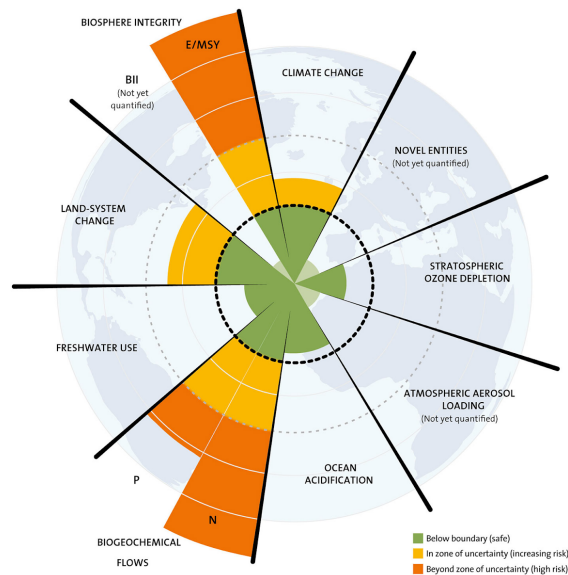 BIOSPHERE INTEGRITY
E/MSY
CLIMATE CHANGE
BII
(Not yet
quantified)
NOVEL ENTITIES
(Not yet quantified)
LAND-SYSTEM
CHANGE
STRATOSPHERIC
OZONE DEPLETION
FRESHWATER USE
ATMOSPHERIC AEROSOL
LOADING
(Not yet quantified)
P
N
OCEAN
ACIDIFICATION
BIOGEOCHEMICAL
FLOWS
Below boundary (safe)
In zone of uncertainty (increasing risk)
Beyond zone of uncertainty (high risk)